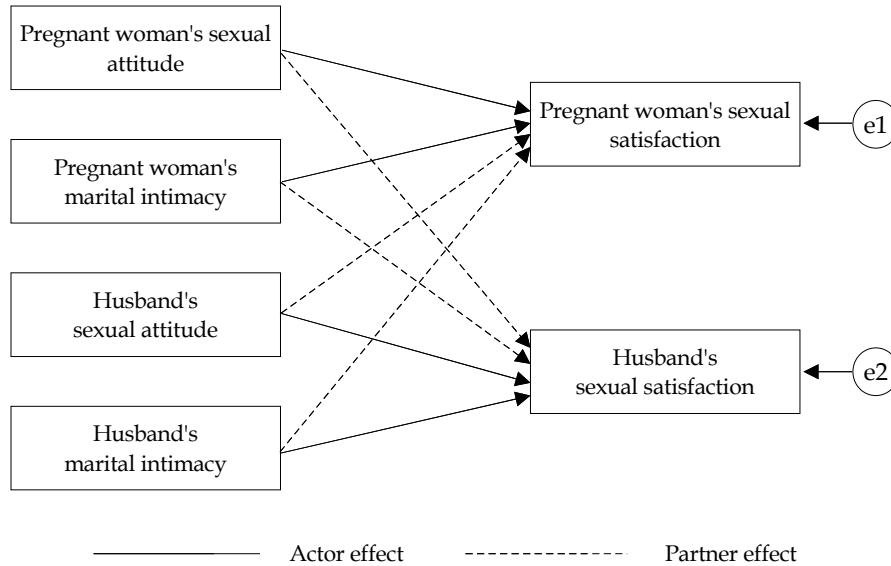 Pregnant woman's sexual
attitude
Pregnant woman's
marital intimacy
Husband's
sexual attitude
Husband's
marital intimacy
Pregnant woman's sexual
satisfaction
e1
Husband's
sexual satisfaction
e2
Actor effect
Partner effect